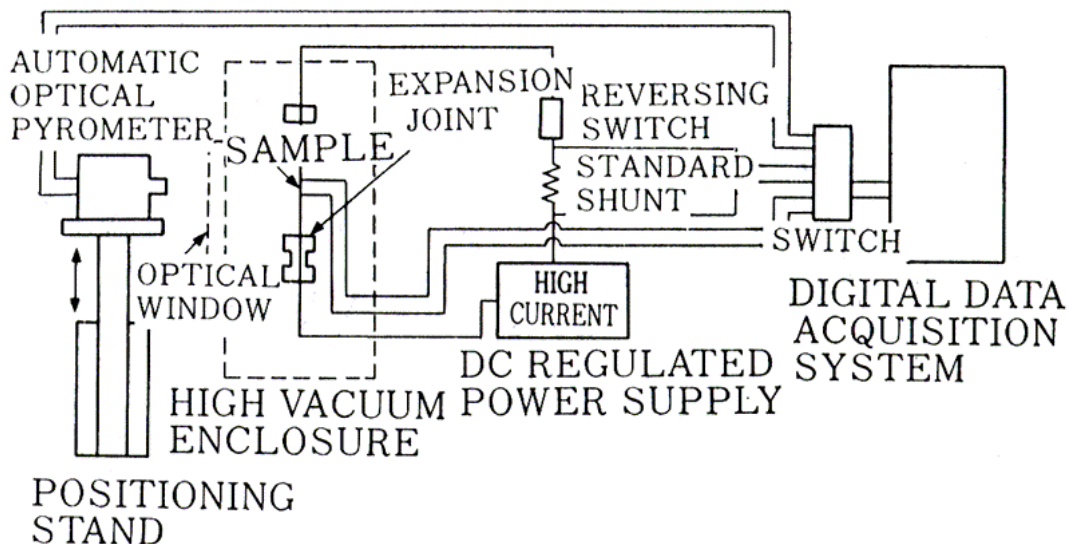 AUTOMATIC
OPTICAL
PYROMETER
SAMPLE
EXPANSION
JOINT
REVERSING
SWITCH
STANDARD
SHUNT
SWITCH
OPTICAL
WINDOW
HIGH
CURRENT
DC REGULATED
POWER SUPPLY
DIGITAL DATA
ACQUISITION
SYSTEM
HIGH VACUUM
ENCLOSURE
POSITIONING
STAND